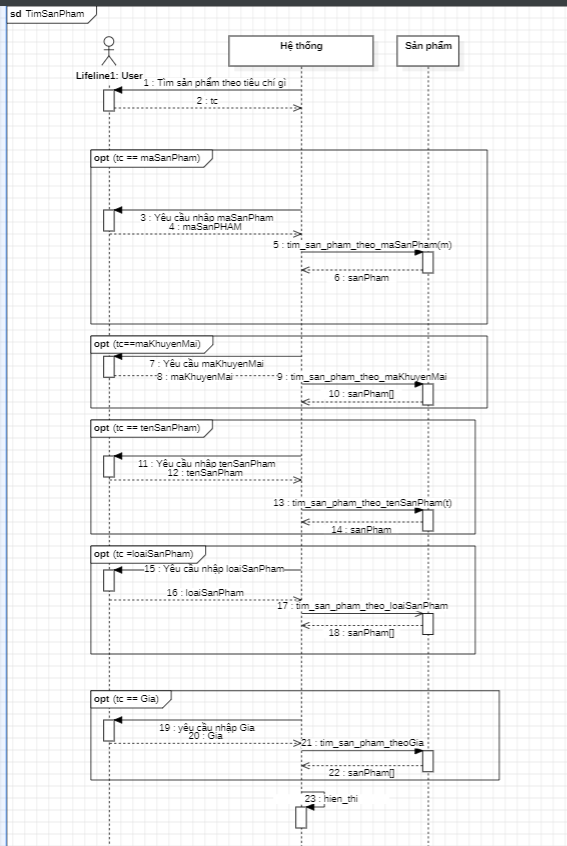 sd TimSanPham
Hệ thống
Sản phẩm
Lifeline1: User
1 : Tìm sản phẩm theo tiêu chí gì
2 : tc
opt (tc == maSanPham)
3 : Yêu cầu nhập maSanPham
4 : maSanPHAM
5 : tim_san_pham_theo_maSanPham(m)
6 : sanPham
opt (tc==maKhuyenMai)
7 : Yêu cầu maKhuyenMai
8 : maKhuyenMai
9 : tim_san_pham_theo_maKhuyenMai
10 : sanPham[]
opt (tc == tenSanPham)
11 : Yêu cầu nhập tenSanPham
12 : tenSanPham
13 : tim_san_pham_theo_tenSanPham(t)
14 : sanPham
opt (tc =loaiSanPham)
15 : Yêu cầu nhập loaiSanPham
16 : loaiSanPham
17 : tim_san_pham_theo_loaiSanPham
18 : sanPham[]
opt (tc == Gia)
19 : yêu cầu nhập Gia
20 : Gia
21 : tim_san_pham_theoGia
22 : sanPham[]
23 : hien_thi